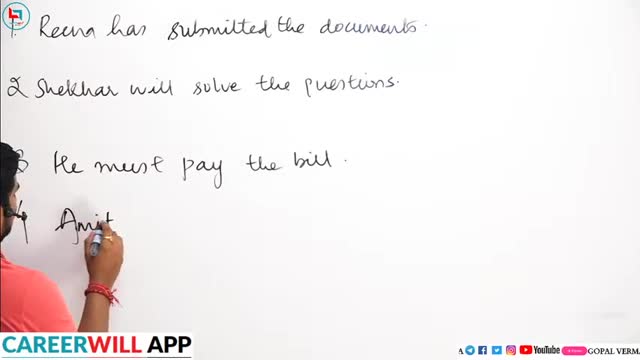 1. Reena has submitted the documents.
2 Shekhar will solve the questions.
3 He must pay the bill.
4 Amit
CAREERWILL APP
YouTube
GOPAL VERMA